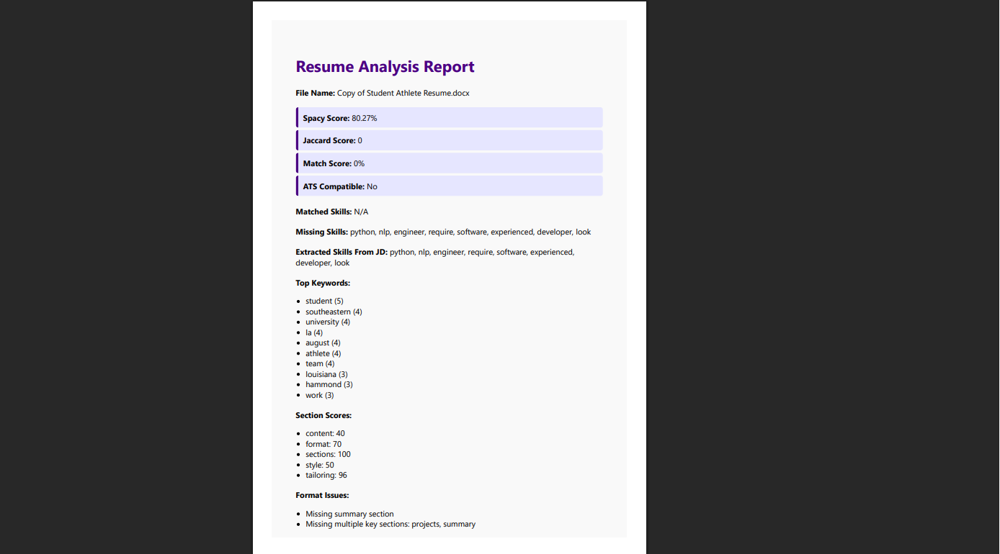 Resume Analysis Report
File Name: Copy of Student Athlete Resume.docx
Spacy Score: 80.27%
Jaccard Score: 0
Match Score: 0%
ATS Compatible: No
Matched Skills: N/A
Missing Skills: python, nlp, engineer, require, software, experienced, developer, look
Extracted Skills From JD: python, nlp, engineer, require, software, experienced,
developer, look
Top Keywords:
• student (5)
• southeastern (4)
• university (4)
• la (4)
• august (4)
• athlete (4)
• team (4)
• louisiana (3)
• hammond (3)
• work (3)
Section Scores:
• content: 40
• format: 70
• sections: 100
• style: 50
• tailoring: 96
Format Issues:
• Missing summary section
• Missing multiple key sections: projects, summary